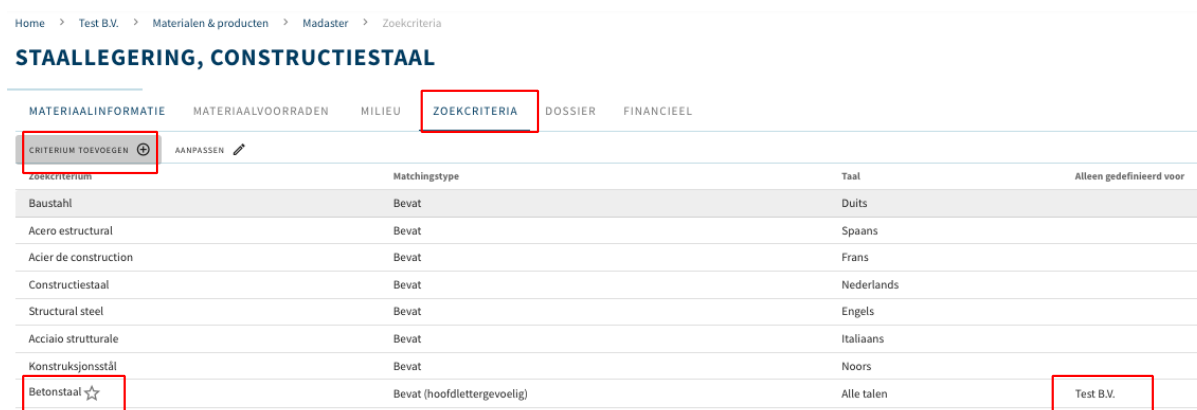 Home > Test B.V. > Materialen & producten > Madaster > Zoekcriteria
STAALLEGERING, CONSTRUCTIESTAAL
MATERIAALINFORMATIE MATERIAALVOORRADEN MILIEU ZOEKCRITERIA DOSSIER FINANCIEEL
CRITERIUM TOEVOEGEN AANPASSEN
Zoekcriterium Matchingstype Taal Alleen gedefinieerd voor
Baustahl Bevat Duits
Acero estructural Bevat Spaans
Acier de construction Bevat Frans
Constructiestaal Bevat Nederlands
Structural steel Bevat Engels
Acciaio strutturale Bevat Italiaans
Konstruksjonsstål Bevat Noors
Betonstaal Bevat (hoofdlettergevoelig) Alle talen Test B.V.